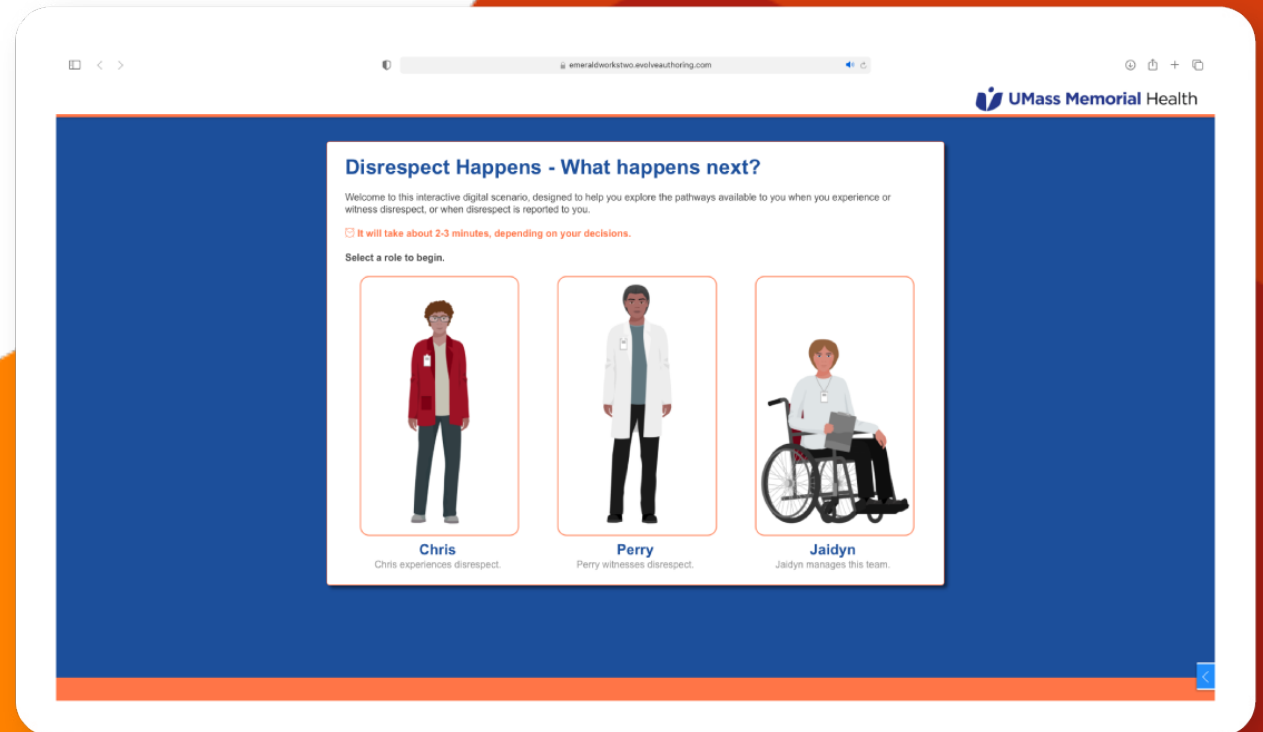 emeraldworkstwo.evolveauthoring.com
UMass Memorial Health
Disrespect Happens - What happens next?
Welcome to this interactive digital scenario, designed to help you explore the pathways available to you when you experience or
witness disrespect, or when disrespect is reported to you.
It will take about 2-3 minutes, depending on your decisions.
Select a role to begin.
Chris
Chris experiences disrespect.
Perry
Perry witnesses disrespect.
Jaidyn
Jaidyn manages this team.